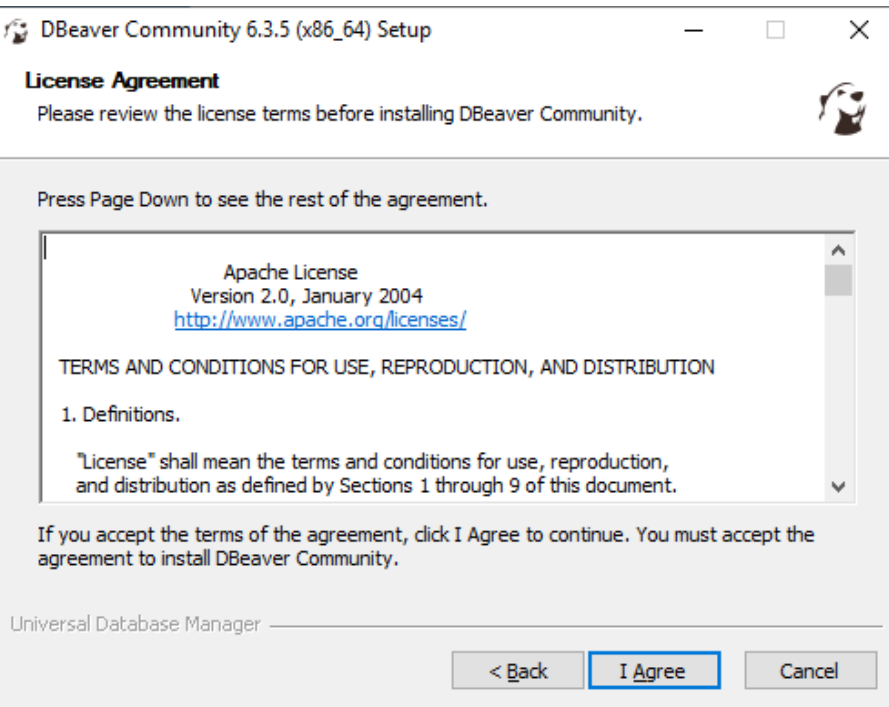 DBeaver Community 6.3.5 (x86_64) Setup
License Agreement
Please review the license terms before installing DBeaver Community.
Press Page Down to see the rest of the agreement.
Apache License
Version 2.0, January 2004
http://www.apache.org/licenses/
TERMS AND CONDITIONS FOR USE, REPRODUCTION, AND DISTRIBUTION
1. Definitions.
"License" shall mean the terms and conditions for use, reproduction,
and distribution as defined by Sections 1 through 9 of this document.
If you accept the terms of the agreement, click I Agree to continue. You must accept the
agreement to install DBeaver Community.
Universal Database Manager
< Back
I Agree
Cancel